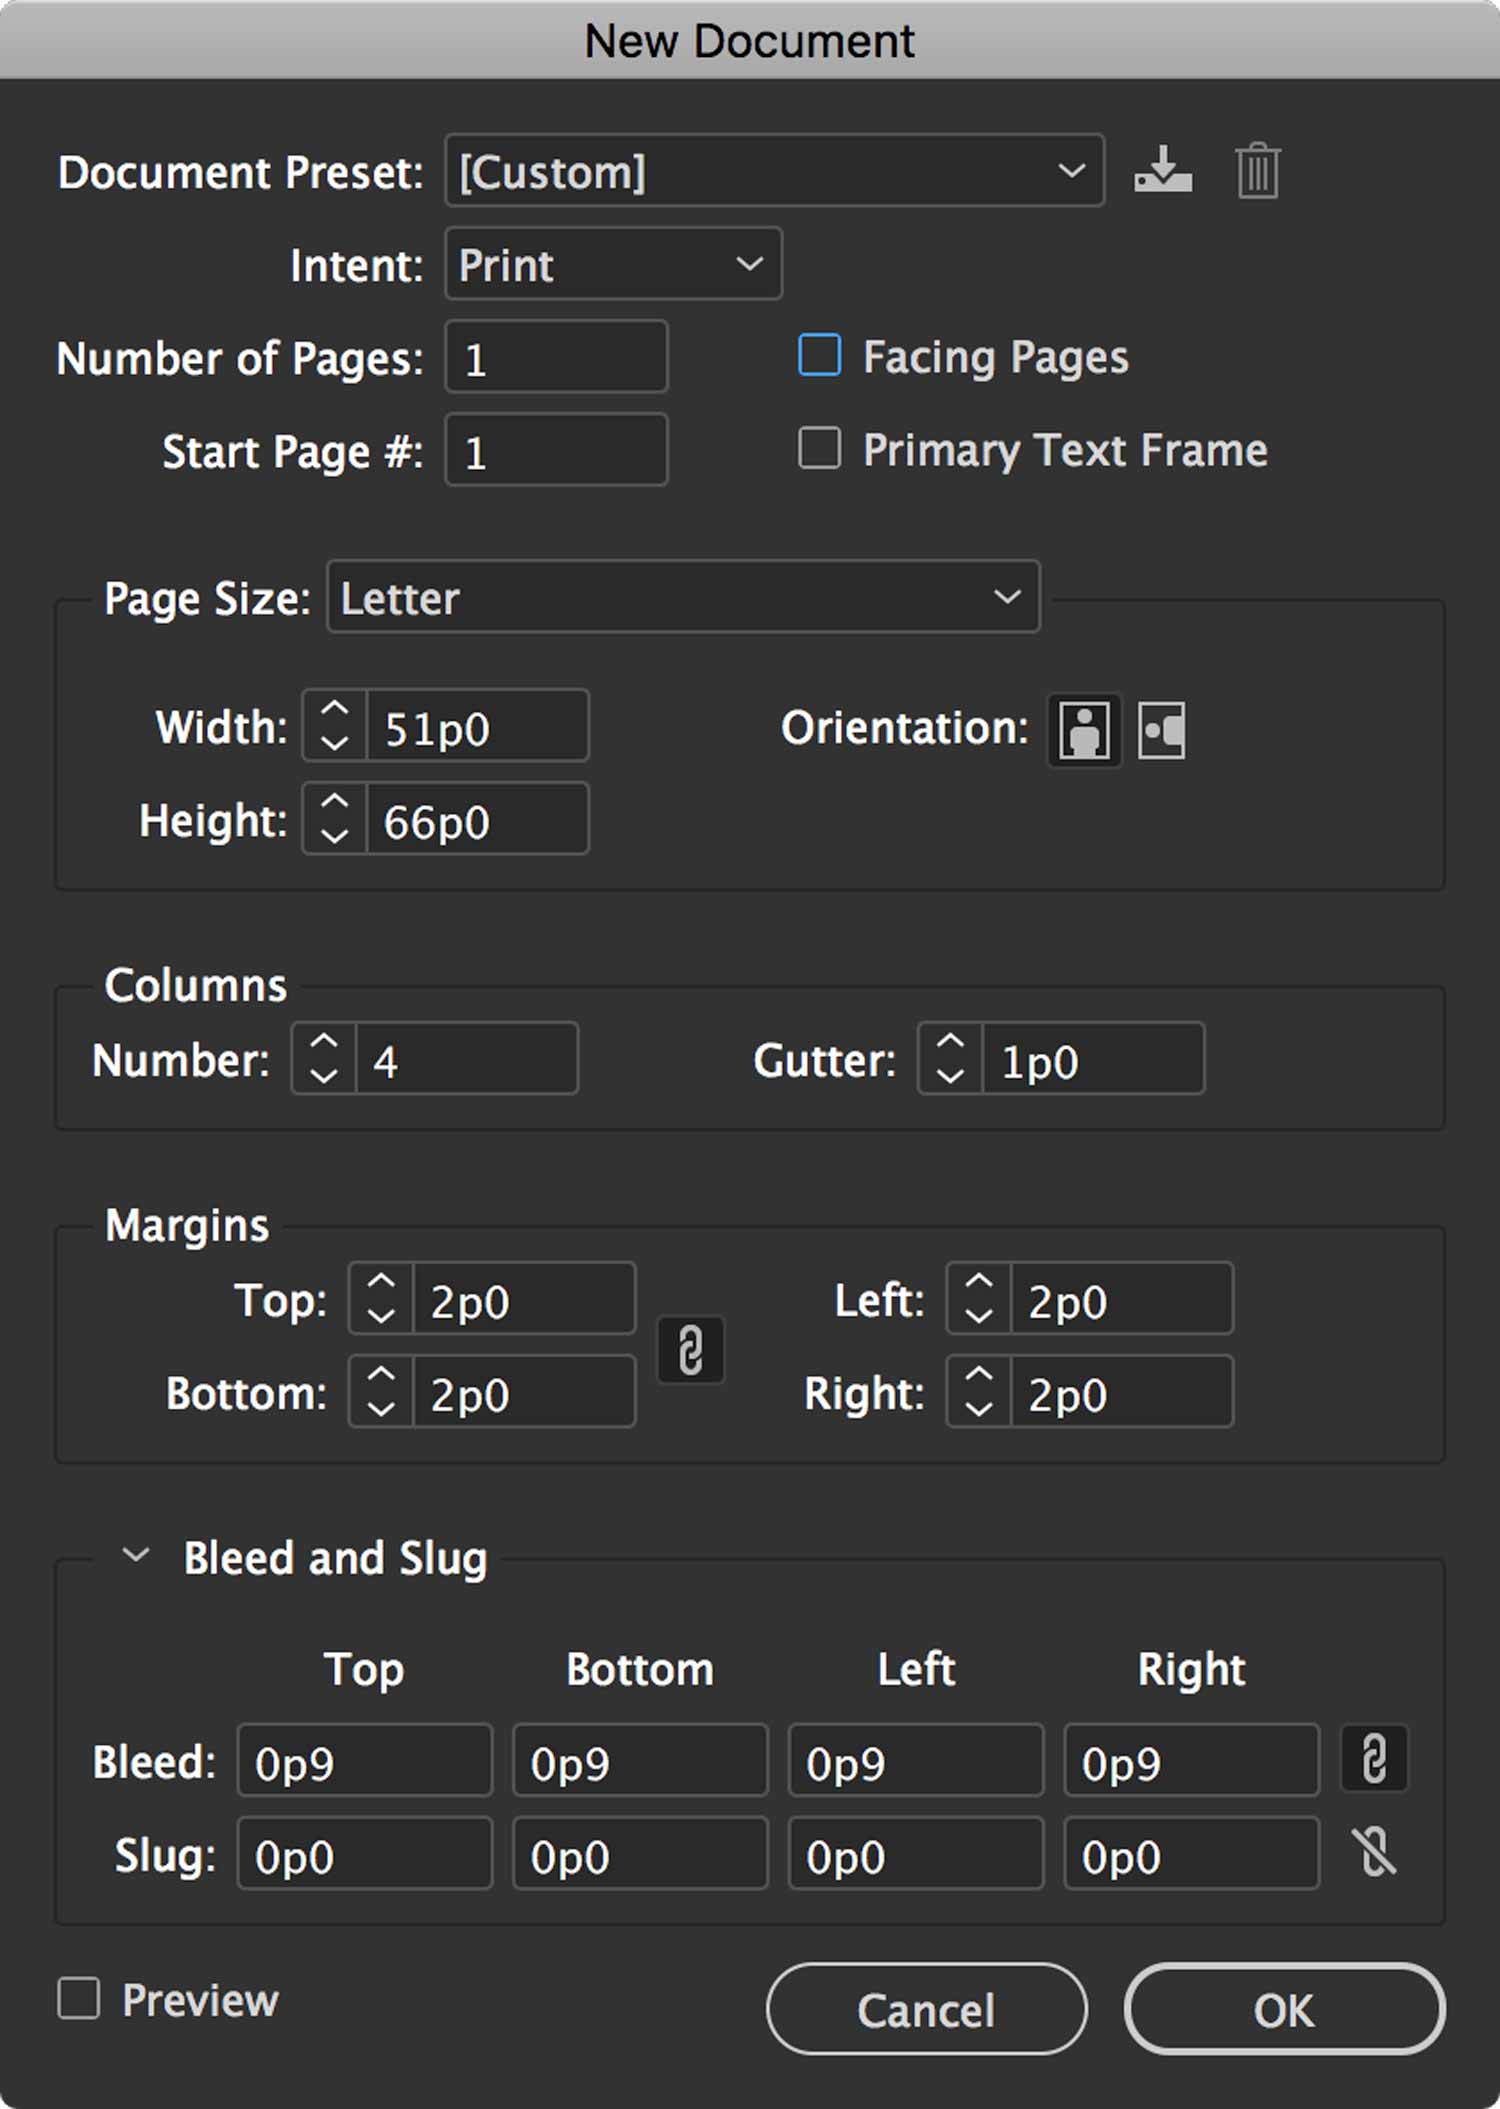 New Document
Document Preset: [Custom]
Intent: Print
Number of Pages: 1 Facing Pages
Start Page #: 1 Primary Text Frame
Page Size: Letter
Width: 51p0 Orientation:
Height: 66p0
Columns
Number: 4 Gutter: 1p0
Margins
Top: 2p0 Left: 2p0
Bottom: 2p0 Right: 2p0
Bleed and Slug
Top Bottom Left Right
Bleed: 0p9 0p9 0p9 0p9
Slug: 0p0 0p0 0p0 0p0
Preview Cancel OK